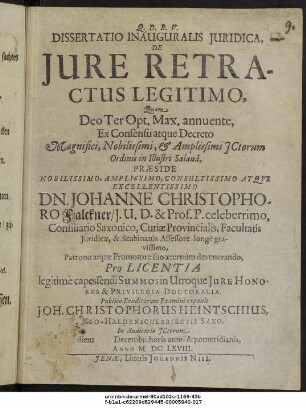 Q. D. B. V.
DISSERTATIO INAUGURALIS JURIDICA,
DE
JURE RETRA-
CTUS LEGITIMO,
Quam
Deo Ter Opt. Max. annuente,
Ex Consensu atque Decreto
Magnifici, Nobilissimi, & Amplissimi JCtorum
Ordinis in Illustri Salanâ,
PRÆSIDE
NOBILISSIMO, AMPLISSIMO, CONSULTISSIMO ATQVE
EXCELLENTISSIMO
DN. JOHANNE CHRISTOPHO-
RO Falckner / J. U. D. & Prof. P. celeberrimo,
Consiliario Saxonico, Curiæ Provincialis, Facultatis
Juridicæ, & Scabinatus Assessore longè gra-
vissimo,
Patrono atque Promotore suo æternùm devenerando,
Pro LICENTIA
legitimè capessendi SUMMOS in Utroque JURE HONO-
RES & PRIVILEGIA DOCTORALIA,
Publico Eruditorum Examini exponit
JOH. CHRISTOPHORUS HEINTSCHIUS,
NEO-HALDENSLEBIENSIS SAXO.
In Auditorio JCtorum
diem Decemb. horis ante- & pomeridianis,
ANNO M DC LXVIII.
JENÆ, Literis JOHANNIS NISI.